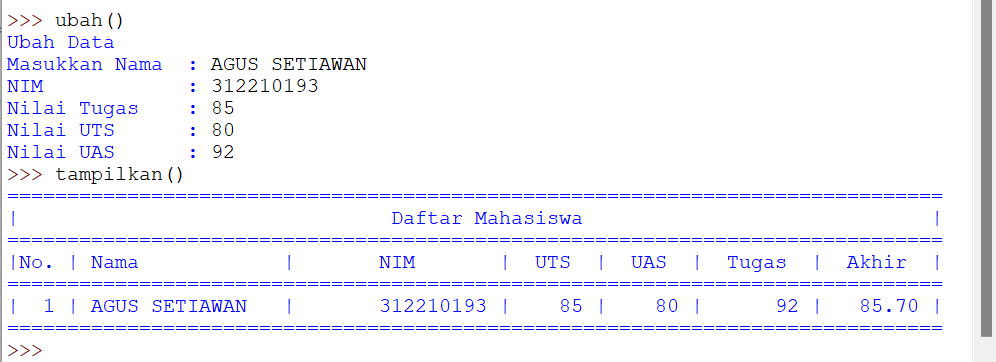 >>> ubah()
Ubah Data
Masukkan Nama  : AGUS SETIAWAN
NIM            : 312210193
Nilai Tugas    : 85
Nilai UTS      : 80
Nilai UAS      : 92
>>> tampilkan()
==============================================================================
|                               Daftar Mahasiswa                             |
==============================================================================
|No. | Nama            |       NIM       |  UTS  |  UAS  |  Tugas  |  Akhir  |
==============================================================================
|  1 | AGUS SETIAWAN   |       312210193 |    85 |    80 |      92 |   85.70 |
==============================================================================
>>>